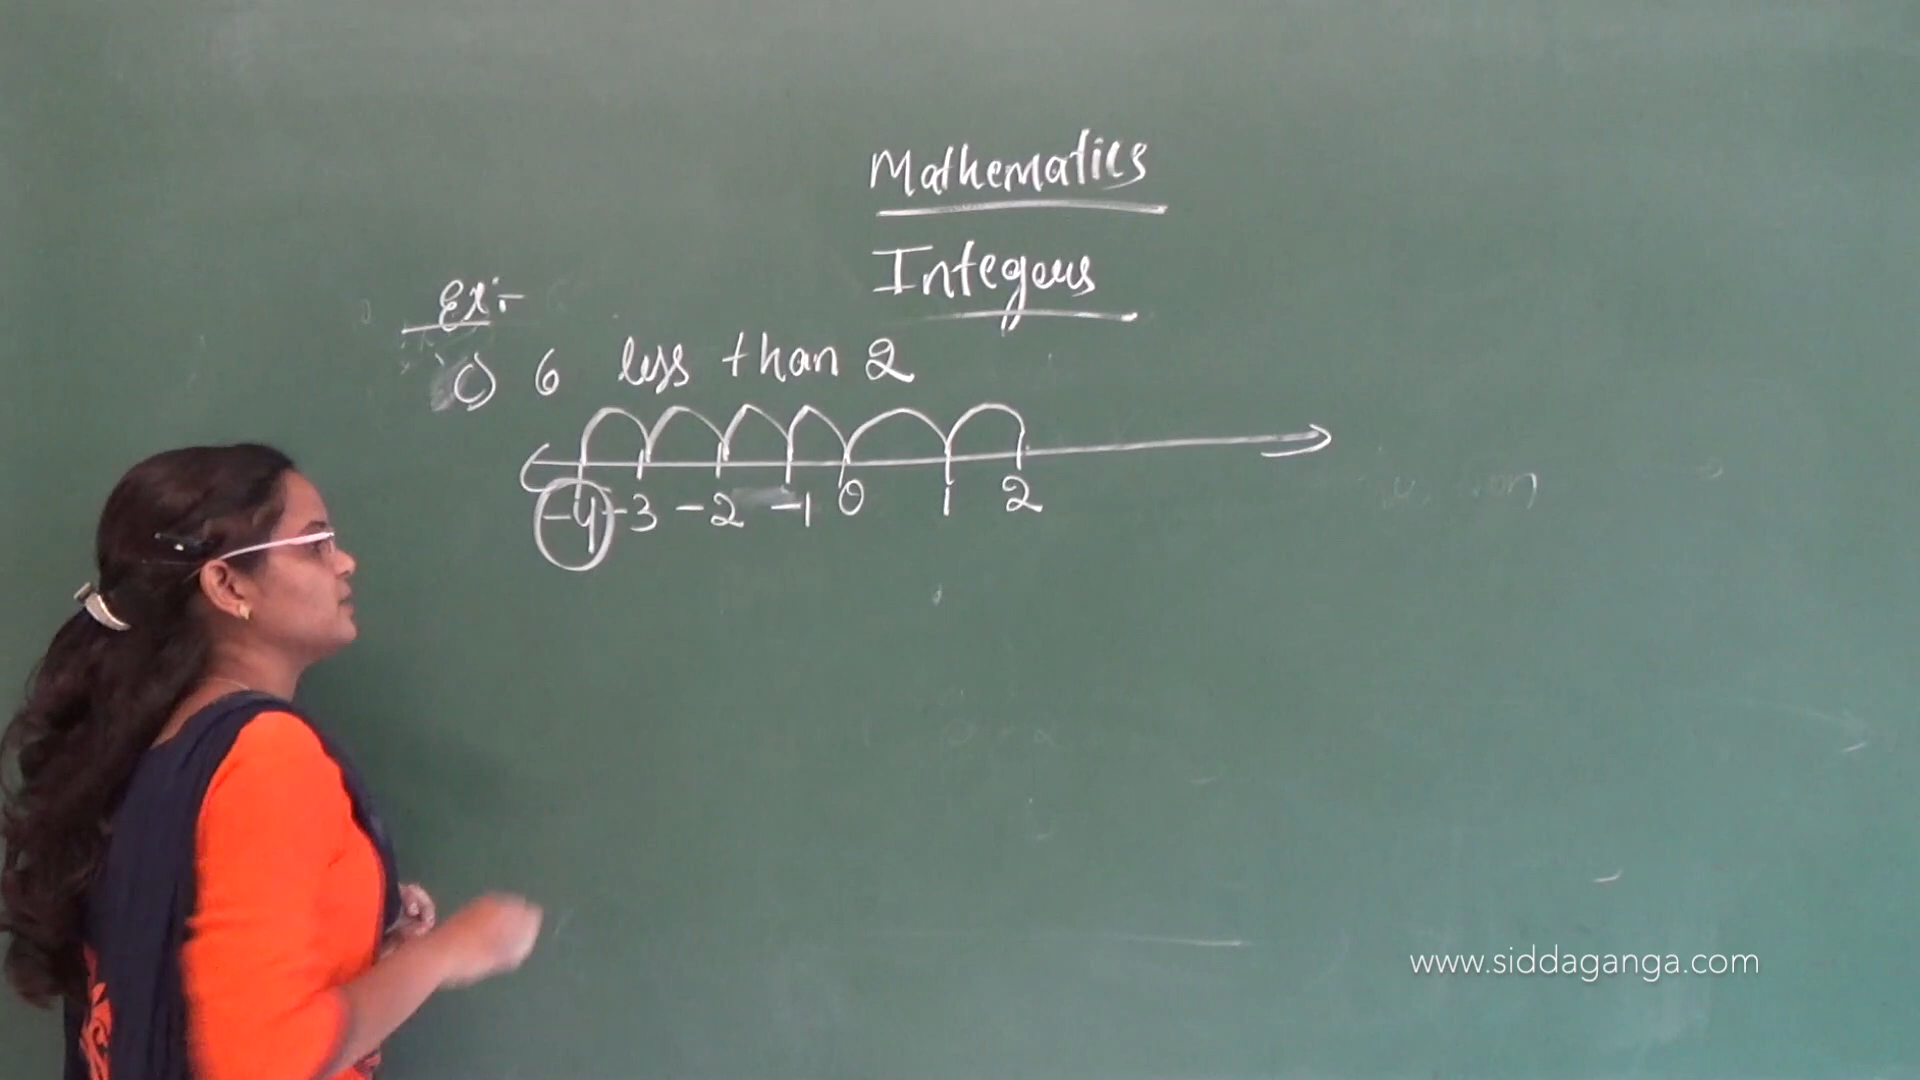 Mathematics
Integers
Ex:-
c) 6 less than 2
-4 -3 -2 -1 0 1 2
www.siddaganga.com